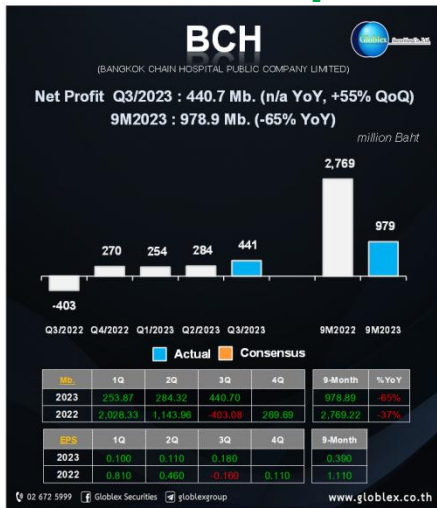 BCH
Globlex Securities Co., Ltd.
(BANGKOK CHAIN HOSPITAL PUBLIC COMPANY LIMITED)
Net Profit Q3/2023 : 440.7 Mb. (n/a YoY, +55% QoQ)
9M2023 : 978.9 Mb. (-65% YoY)
million Baht
2,769
979
441
270 254 284
-403
Q3/2022 Q4/2022 Q1/2023 Q2/2023 Q3/2023 9M2022 9M2023
Actual Consensus
Mb. 1Q 2Q 3Q 4Q 9-Month %YoY
2023 253.87 284.32 440.70 978.89 -65%
2022 2,028.33 1,143.96 -403.08 269.69 2,769.22 -37%
EPS 1Q 2Q 3Q 4Q 9-Month
2023 0.100 0.110 0.180 0.390
2022 0.810 0.460 -0.160 0.110 1.110
02 672 5999 Globlex Securities globlexgroup www.globlex.co.th